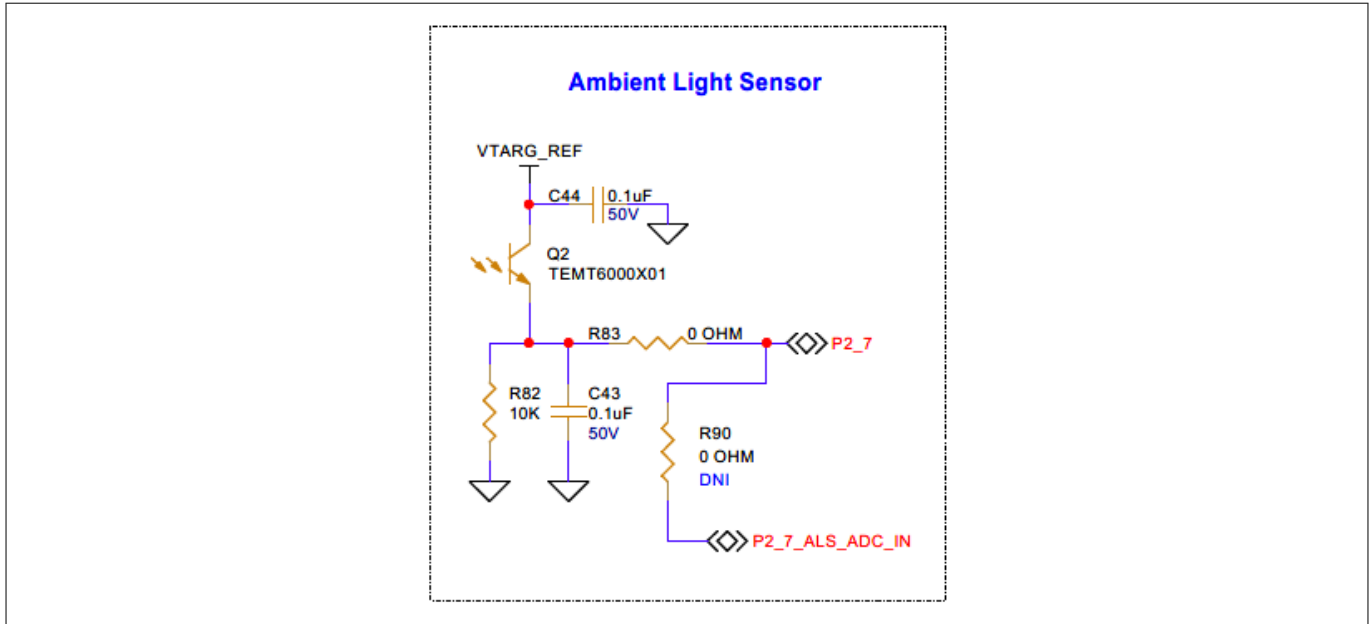 Ambient Light Sensor
VTARG_REF
C44 0.1uF
50V
Q2
TEMT6000X01
R83 0 OHM P2_7
R82 C43
10K 0.1uF
50V
R90
0 OHM
DNI
P2_7_ALS_ADC_IN